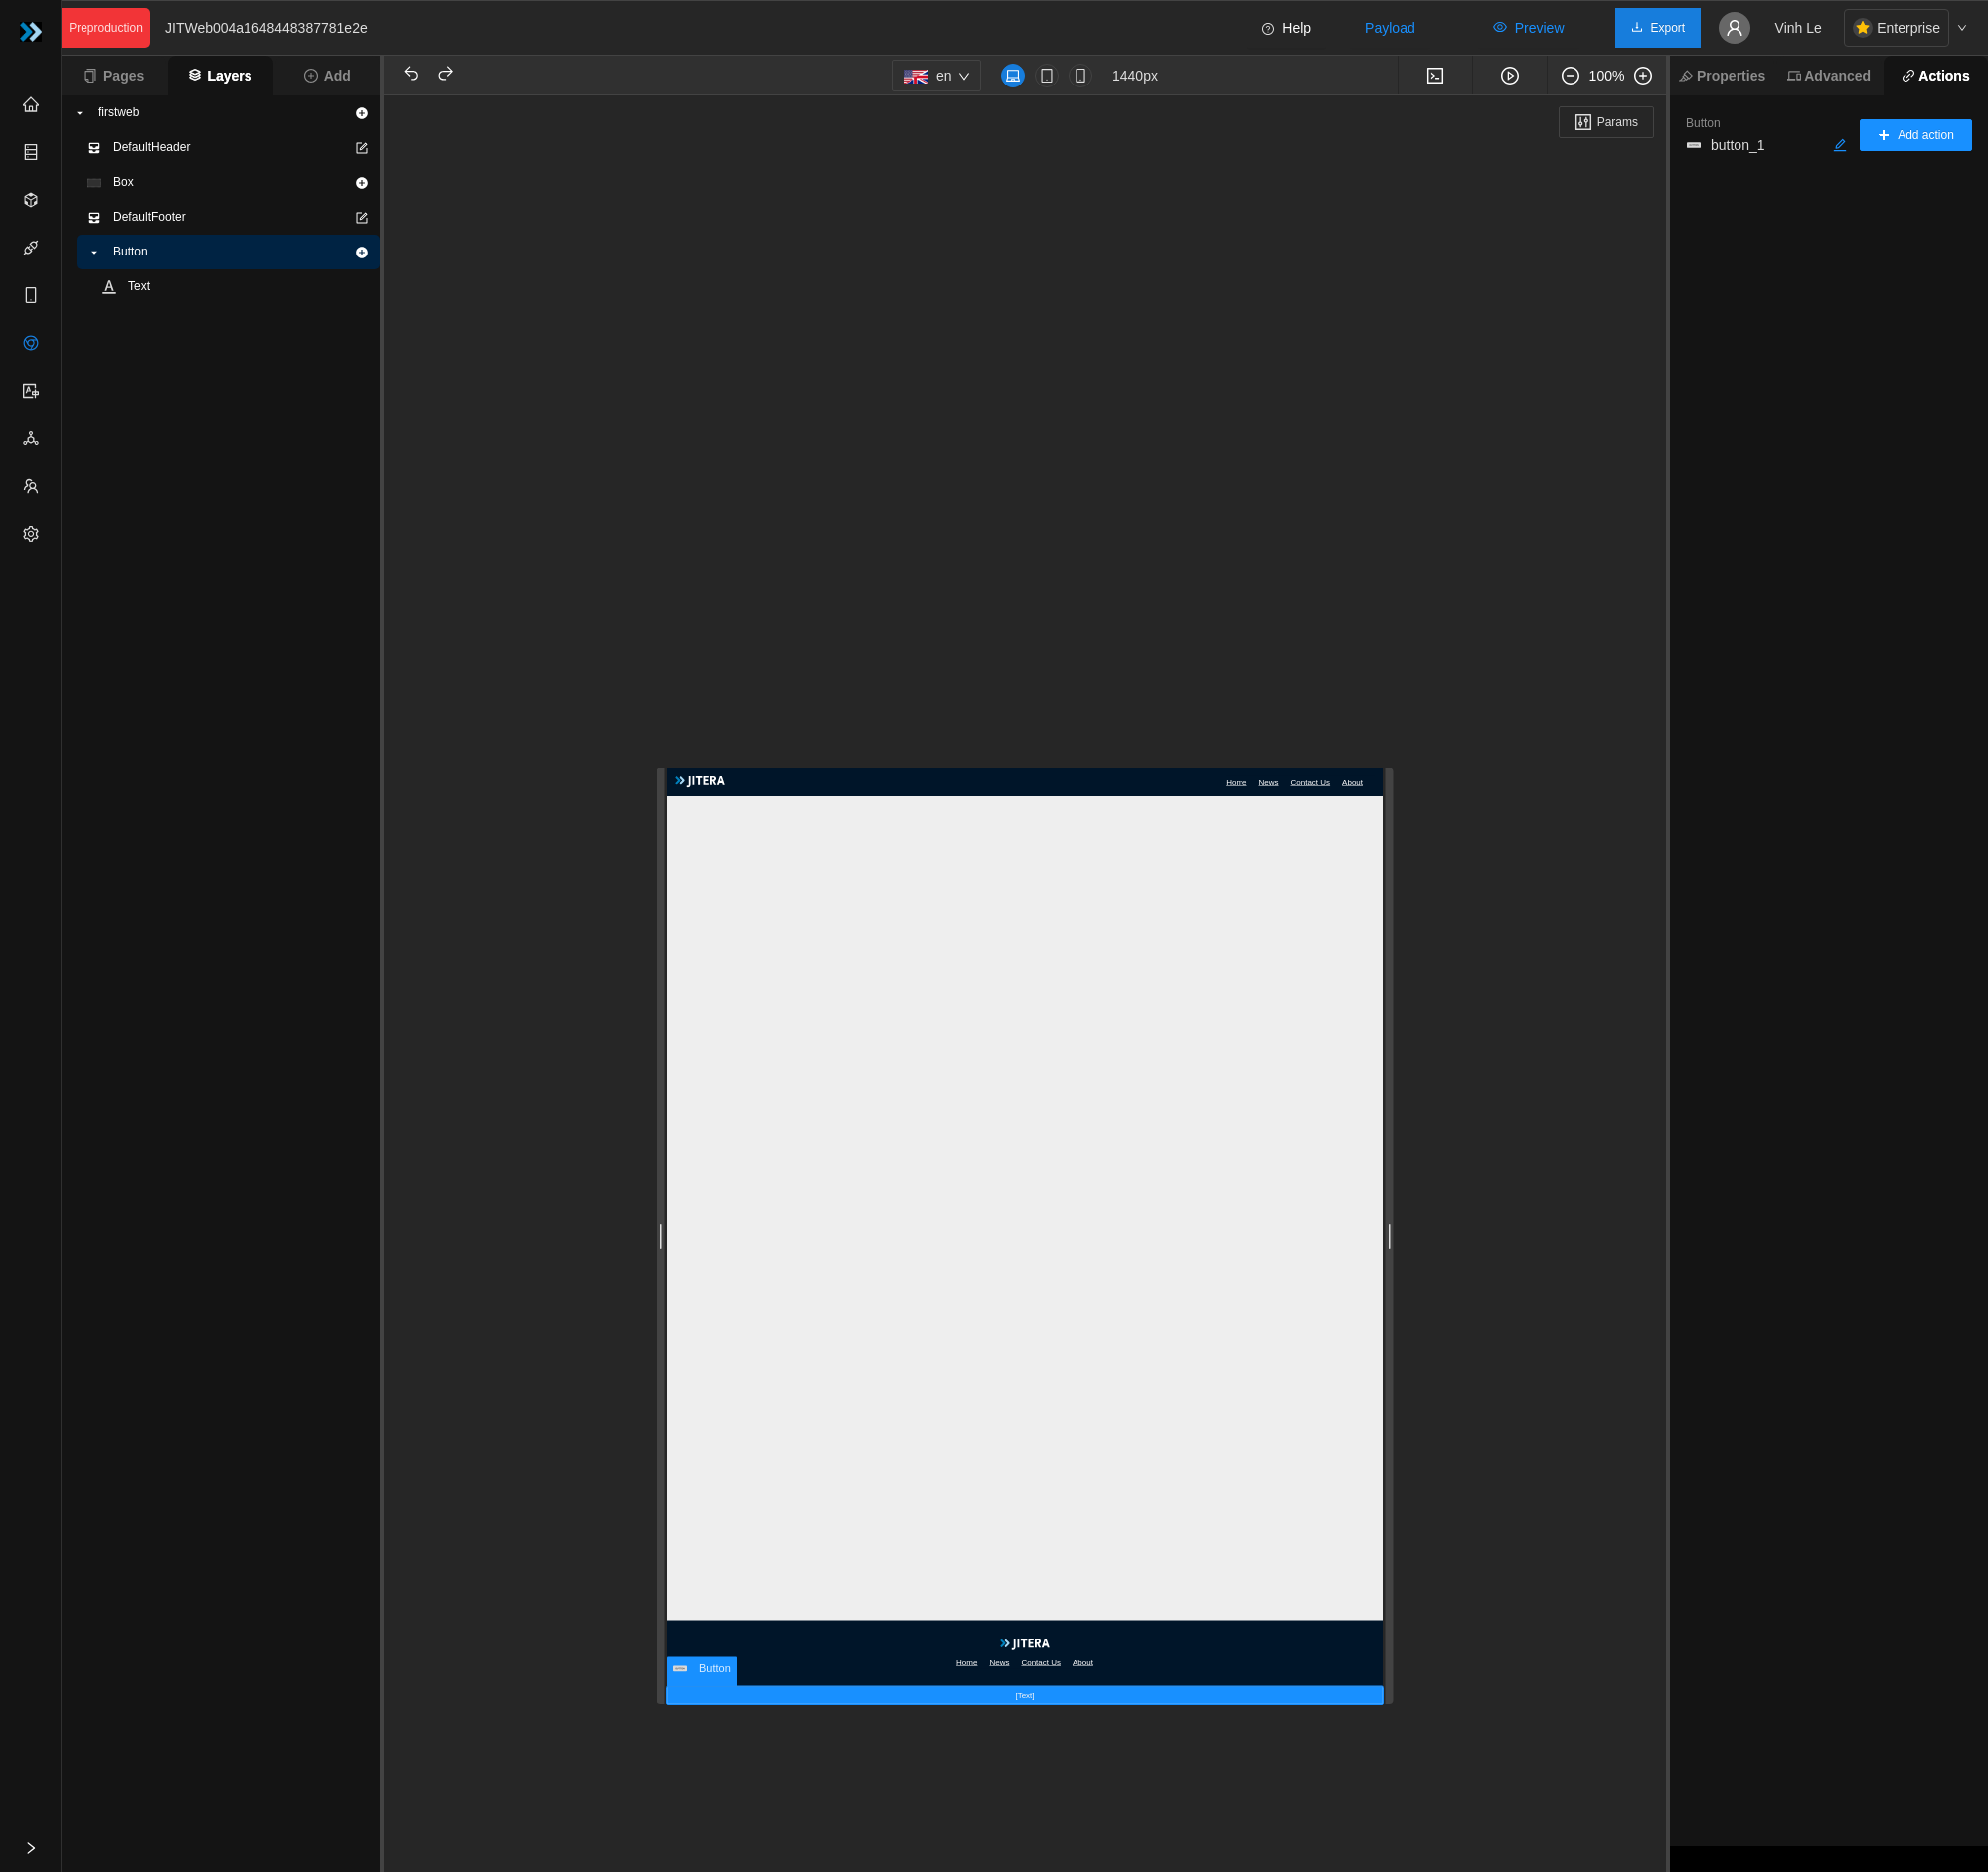 Preproduction JITWeb004a1648448387781e2e Help Payload Preview Export Vinh Le Enterprise
Pages Layers Add en 1440px 100% Properties Advanced Actions
firstweb
DefaultHeader
Box
DefaultFooter
Button
Text
Params
Button
button_1
Add action
JITERA Home News Contact Us About
JITERA
Home News Contact Us About
Button
[Text]